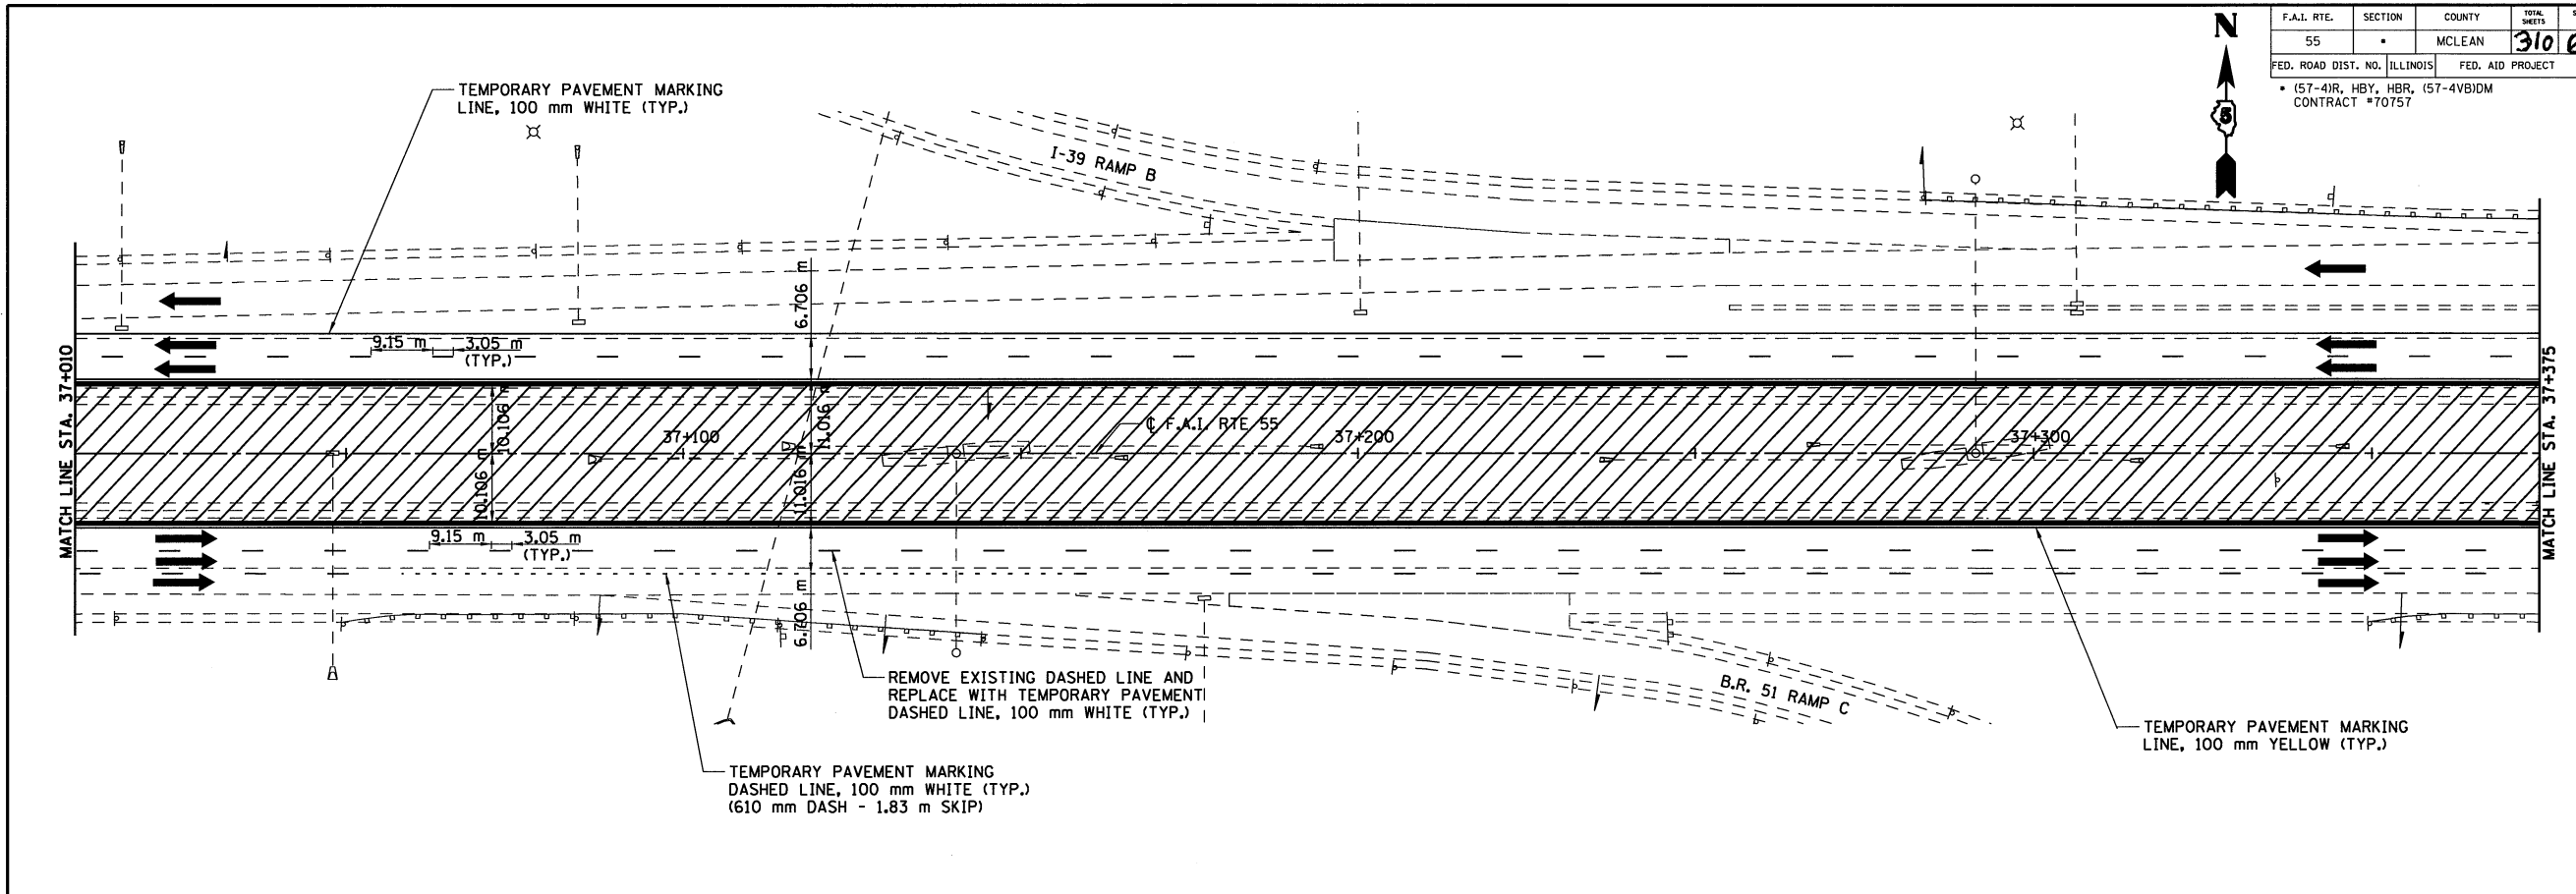 F.A.I. RTE. SECTION COUNTY TOTAL SHEETS
55 • MCLEAN 310
FED. ROAD DIST. NO. ILLINOIS FED. AID PROJECT
• (57-4)R, HBY, HBR, (57-4VB)DM
CONTRACT #70757
N
5
TEMPORARY PAVEMENT MARKING
LINE, 100 mm WHITE (TYP.)
I-39 RAMP B
6.706 m
9.15 m 3.05 m
(TYP.)
MATCH LINE STA. 37+010
MATCH LINE STA. 37+375
10.106 m
11.016 m
37+100
℄ F.A.I. RTE 55
37+200
37+300
10.106 m
11.016 m
9.15 m 3.05 m
(TYP.)
6.706 m
REMOVE EXISTING DASHED LINE AND
REPLACE WITH TEMPORARY PAVEMENT
DASHED LINE, 100 mm WHITE (TYP.)
B.R. 51 RAMP C
TEMPORARY PAVEMENT MARKING
LINE, 100 mm YELLOW (TYP.)
TEMPORARY PAVEMENT MARKING
DASHED LINE, 100 mm WHITE (TYP.)
(610 mm DASH - 1.83 m SKIP)